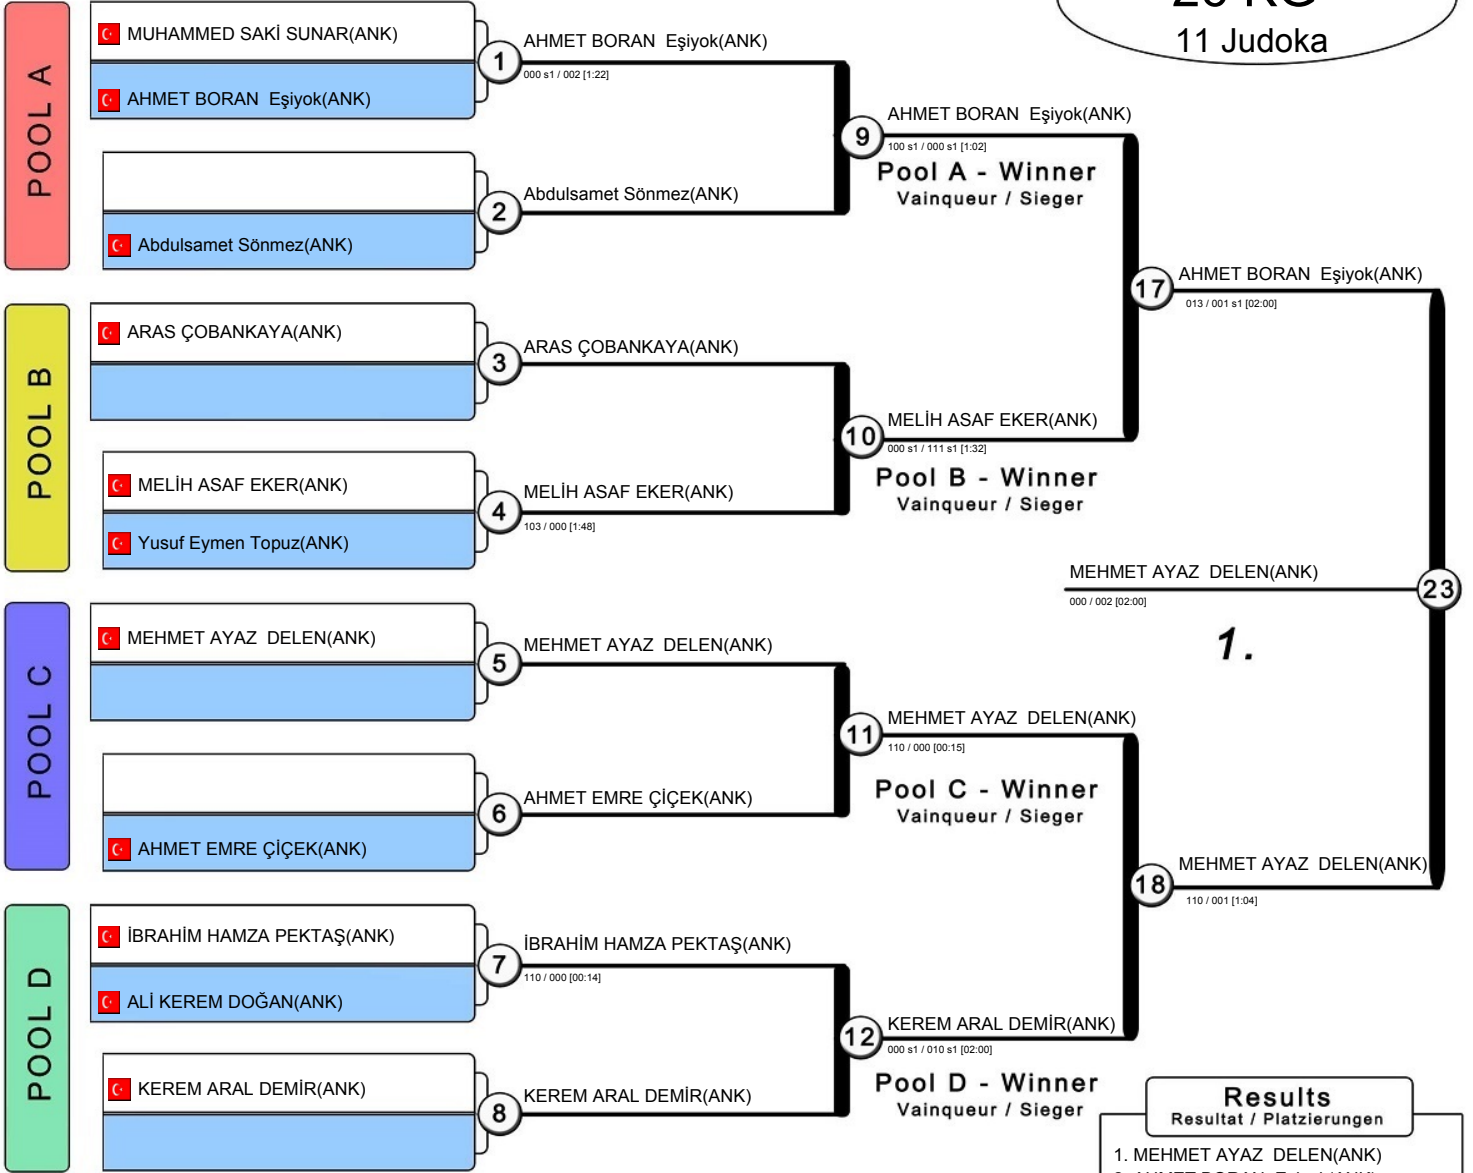 11 Judoka
POOL A
MUHAMMED SAKİ SUNAR(ANK)
AHMET BORAN Eşiyok(ANK)
1
AHMET BORAN Eşiyok(ANK)
000 s1 / 002 [1:22]
Abdulsamet Sönmez(ANK)
2
Abdulsamet Sönmez(ANK)
9
AHMET BORAN Eşiyok(ANK)
100 s1 / 000 s1 [1:02]
Pool A - Winner
Vainqueur / Sieger
POOL B
ARAS ÇOBANKAYA(ANK)
3
ARAS ÇOBANKAYA(ANK)
MELİH ASAF EKER(ANK)
Yusuf Eymen Topuz(ANK)
4
MELİH ASAF EKER(ANK)
103 / 000 [1:48]
10
MELİH ASAF EKER(ANK)
000 s1 / 111 s1 [1:32]
Pool B - Winner
Vainqueur / Sieger
17
AHMET BORAN Eşiyok(ANK)
013 / 001 s1 [02:00]
POOL C
MEHMET AYAZ DELEN(ANK)
5
MEHMET AYAZ DELEN(ANK)
AHMET EMRE ÇİÇEK(ANK)
6
AHMET EMRE ÇİÇEK(ANK)
11
MEHMET AYAZ DELEN(ANK)
110 / 000 [00:15]
Pool C - Winner
Vainqueur / Sieger
POOL D
İBRAHİM HAMZA PEKTAŞ(ANK)
ALİ KEREM DOĞAN(ANK)
7
İBRAHİM HAMZA PEKTAŞ(ANK)
110 / 000 [00:14]
KEREM ARAL DEMİR(ANK)
8
KEREM ARAL DEMİR(ANK)
12
KEREM ARAL DEMİR(ANK)
000 s1 / 010 s1 [02:00]
Pool D - Winner
Vainqueur / Sieger
18
MEHMET AYAZ DELEN(ANK)
110 / 001 [1:04]
MEHMET AYAZ DELEN(ANK)
000 / 002 [02:00]
23
1.
Results
Resultat / Platzierungen
1. MEHMET AYAZ DELEN(ANK)